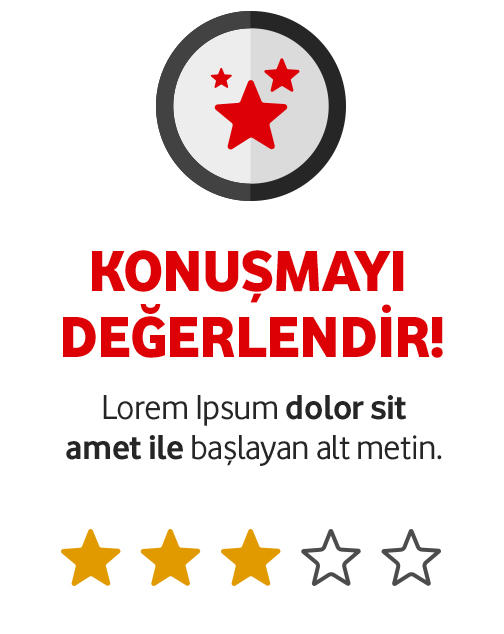 KONUŞMAYI
DEĞERLENDİR!
Lorem Ipsum dolor sit
amet ile başlayan alt metin.